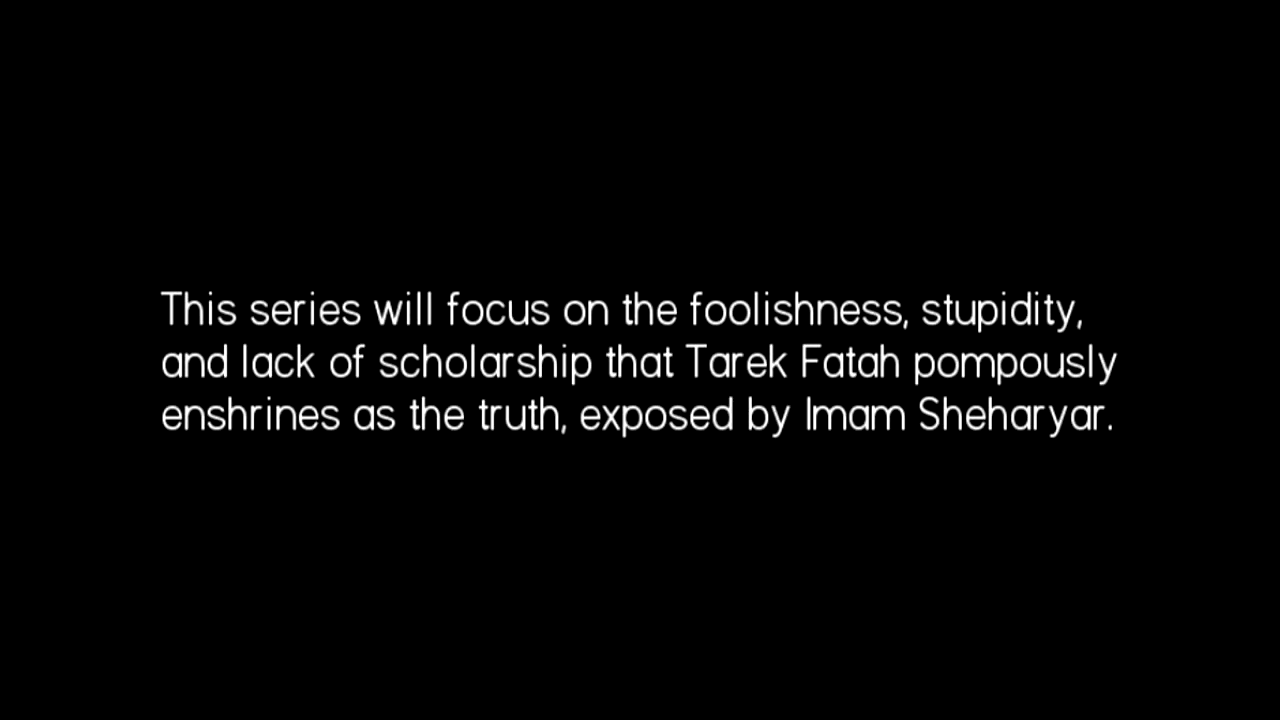 This series will focus on the foolishness, stupidity,
and lack of scholarship that Tarek Fatah pompously
enshrines as the truth, exposed by Imam Sheharyar.